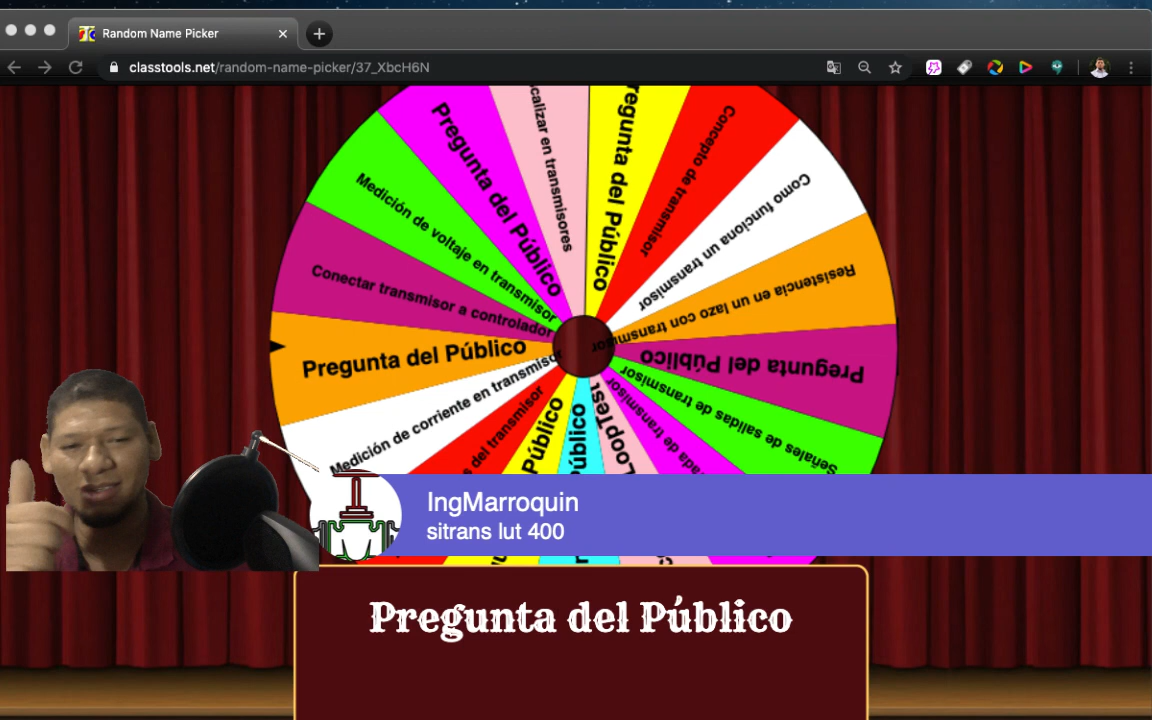 Random Name Picker
classtools.net/random-name-picker/37_XbcH6N
Pregunta del Público
Concepto de transmisor
Como funciona un transmisor
Resistencia en un lazo con transmisor
Pregunta del Público
Señales de salidas de transmisor
LoopTest
Público
Medición de corriente en transmisor
Pregunta del Público
Conectar transmisor a controlador
Medición de voltaje en transmisor
Pregunta del Público
en transmisores
IngMarroquin
sitrans lut 400
Pregunta del Público